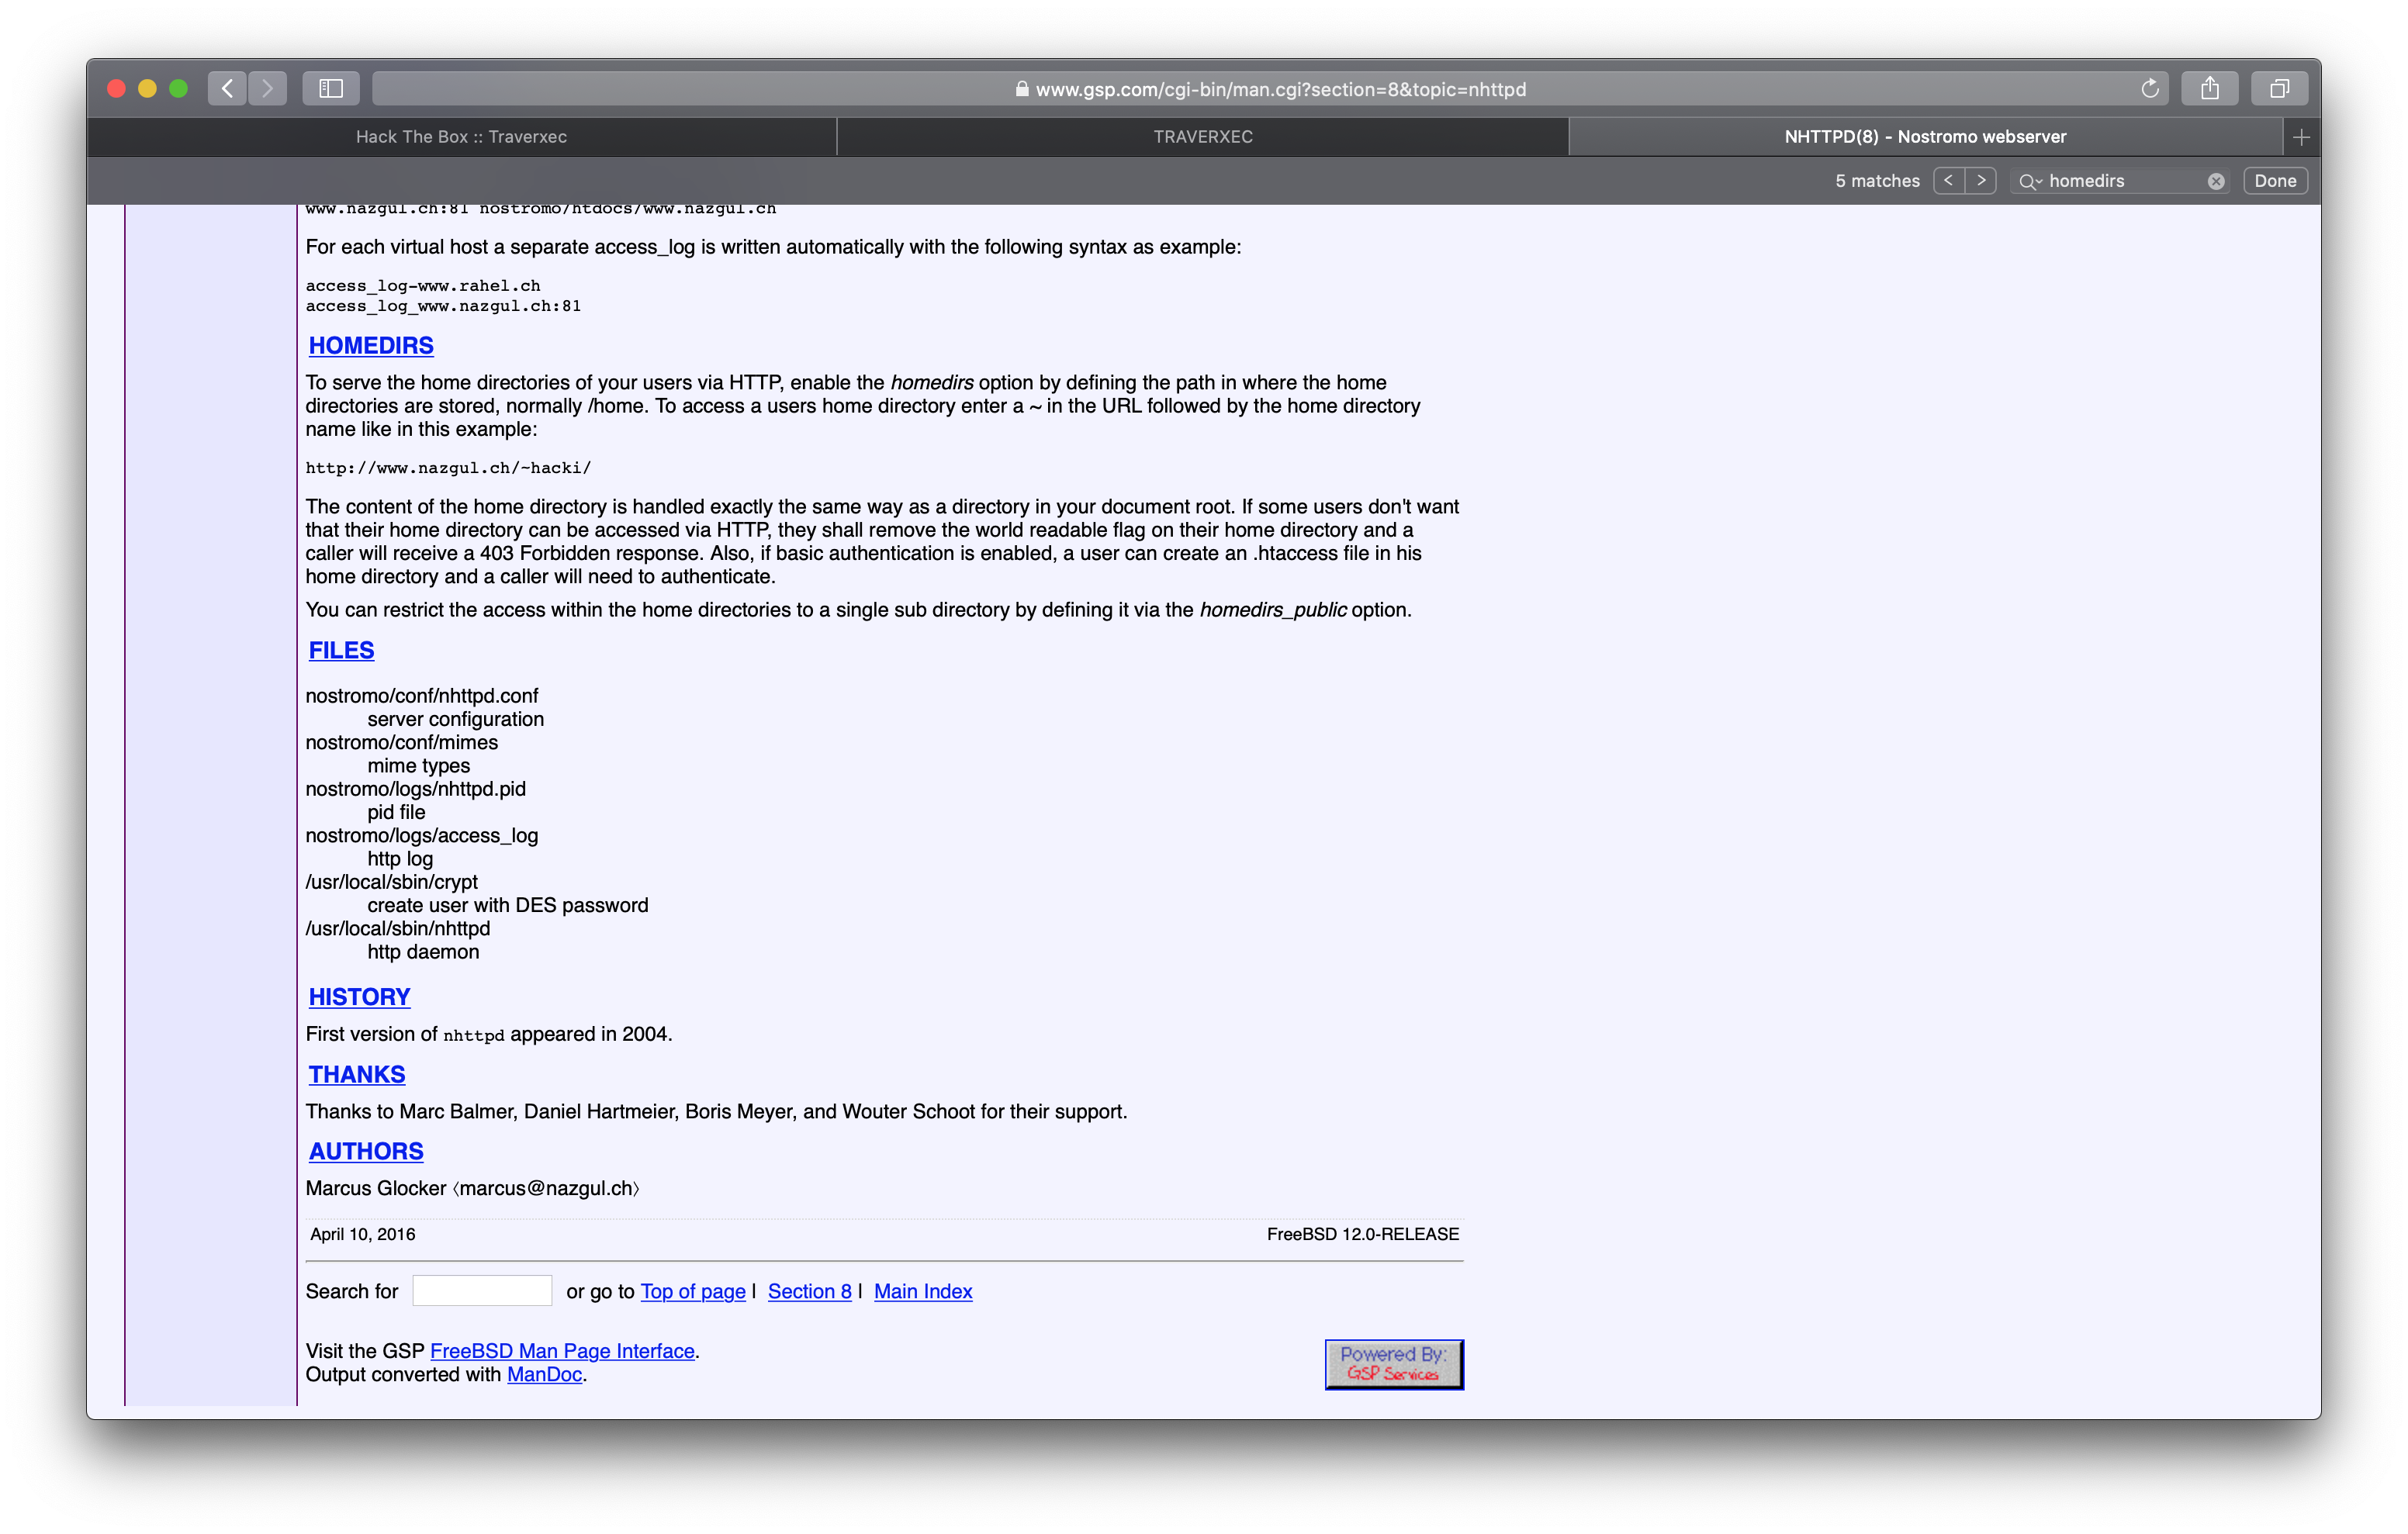 www.gsp.com/cgi-bin/man.cgi?section=8&topic=nhttpd
Hack The Box :: Traverxec
TRAVERXEC
NHTTPD(8) - Nostromo webserver
5 matches
homedirs
Done
www.nazgul.ch:81 nostromo/htdocs/www.nazgul.ch
For each virtual host a separate access_log is written automatically with the following syntax as example:
access_log-www.rahel.ch
access_log_www.nazgul.ch:81
HOMEDIRS
To serve the home directories of your users via HTTP, enable the homedirs option by defining the path in where the home
directories are stored, normally /home. To access a users home directory enter a ~ in the URL followed by the home directory
name like in this example:
http://www.nazgul.ch/~hacki/
The content of the home directory is handled exactly the same way as a directory in your document root. If some users don't want
that their home directory can be accessed via HTTP, they shall remove the world readable flag on their home directory and a
caller will receive a 403 Forbidden response. Also, if basic authentication is enabled, a user can create an .htaccess file in his
home directory and a caller will need to authenticate.
You can restrict the access within the home directories to a single sub directory by defining it via the homedirs_public option.
FILES
nostromo/conf/nhttpd.conf
server configuration
nostromo/conf/mimes
mime types
nostromo/logs/nhttpd.pid
pid file
nostromo/logs/access_log
http log
/usr/local/sbin/crypt
create user with DES password
/usr/local/sbin/nhttpd
http daemon
HISTORY
First version of nhttpd appeared in 2004.
THANKS
Thanks to Marc Balmer, Daniel Hartmeier, Boris Meyer, and Wouter Schoot for their support.
AUTHORS
Marcus Glocker 〈marcus@nazgul.ch〉
April 10, 2016
FreeBSD 12.0-RELEASE
Search for or go to Top of page | Section 8 | Main Index
Visit the GSP FreeBSD Man Page Interface.
Output converted with ManDoc.
Powered By:
GSP Services